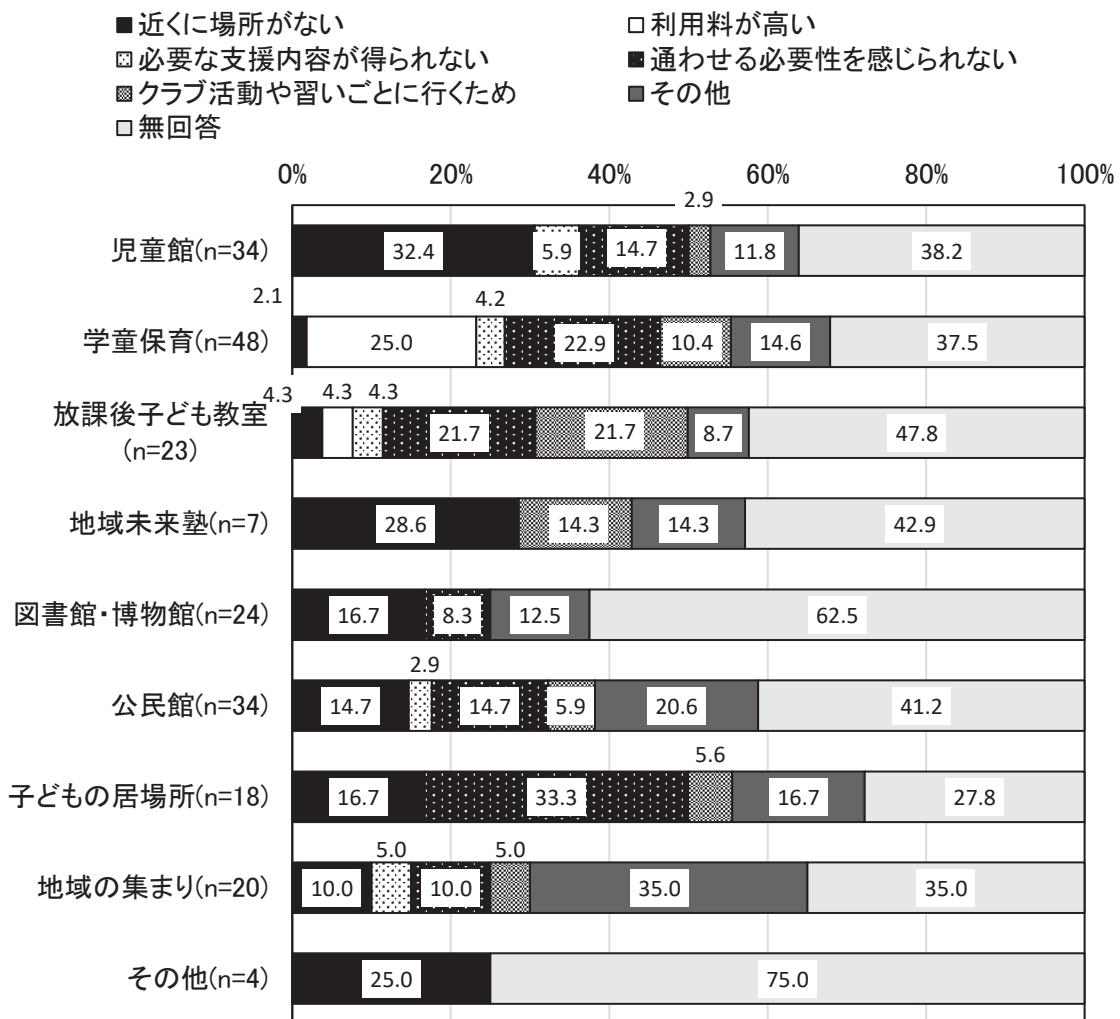 近くに場所がない 利用料が高い
必要な支援内容が得られない 通わせる必要性を感じられない
クラブ活動や習いごとに行くため その他
無回答
0% 20% 40% 60% 80% 100%
2.9
児童館(n=34) 32.4 5.9 14.7 11.8 38.2
2.1 4.2
学童保育(n=48) 25.0 22.9 10.4 14.6 37.5
4.3 4.3 4.3
放課後子ども教室
(n=23) 21.7 21.7 8.7 47.8
地域未来塾(n=7) 28.6 14.3 14.3 42.9
図書館・博物館(n=24) 16.7 8.3 12.5 62.5
2.9
公民館(n=34) 14.7 14.7 5.9 20.6 41.2
5.6
子どもの居場所(n=18) 16.7 33.3 16.7 27.8
5.0 5.0
地域の集まり(n=20) 10.0 10.0 35.0 35.0
その他(n=4) 25.0 75.0